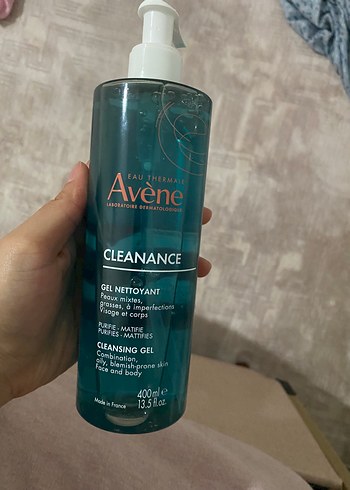 EAU THERMALE
Avène
LABORATOIRE DERMATOLOGIQUE
CLEANANCE
GEL NETTOYANT
Peaux mixtes,
grasses, à imperfections
Visage et corps
PURIFIE - MATIFIE
PURIFIES - MATTIFIES
CLEANSING GEL
Combination,
oily, blemish-prone skin
Face and body
400 ml e
Made in France 13.5 fl.oz.